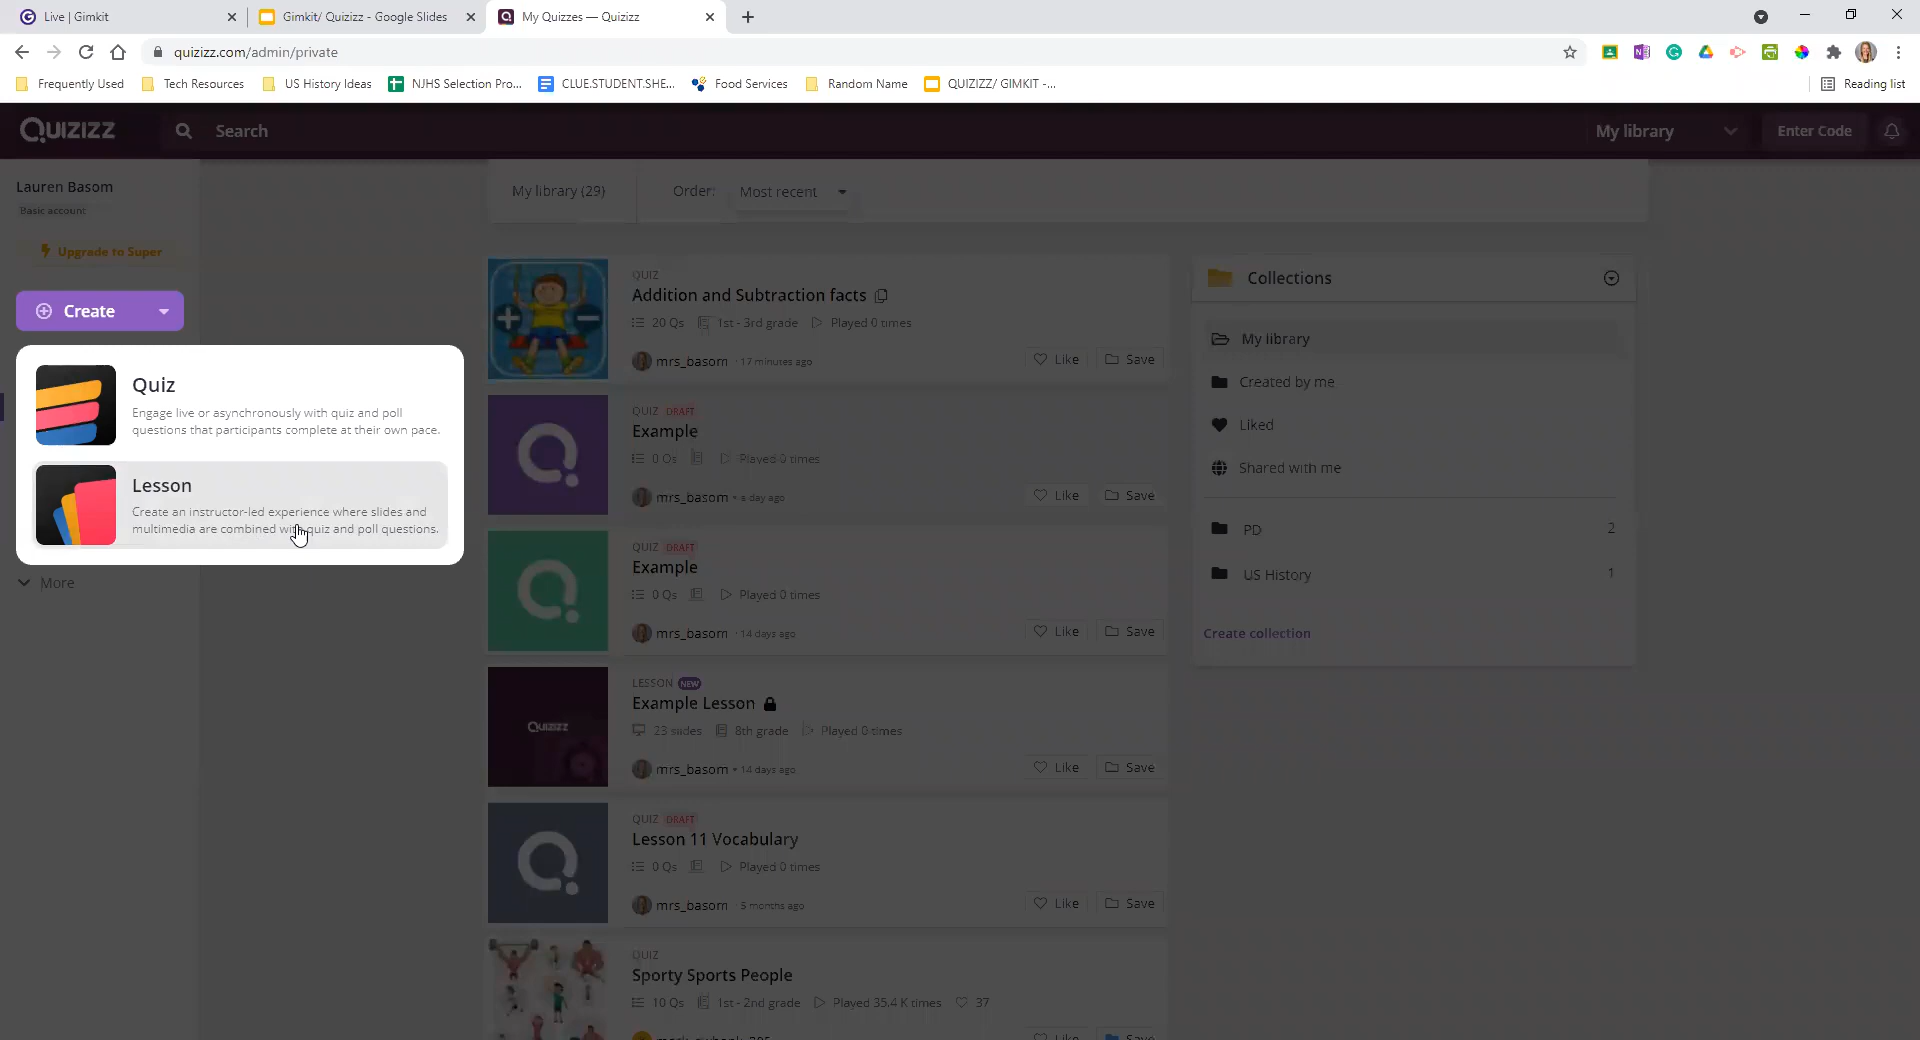 Live | Gimkit
Gimkit/ Quizizz - Google Slides
My Quizzes — Quizizz
quizizz.com/admin/private
Frequently Used
Tech Resources
US History Ideas
NJHS Selection Pro...
CLUE.STUDENT.SHE...
Food Services
Random Name
QUIZIZZ/ GIMKIT -...
Reading list
Quizizz
Search
My library
Enter Code
Lauren Basom
Basic account
Upgrade to Super
Create
Quiz
Engage live or asynchronously with quiz and poll
questions that participants complete at their own pace.
Lesson
Create an instructor-led experience where slides and
multimedia are combined with quiz and poll questions.
More
My library (29)
Order:
Most recent
QUIZ
Addition and Subtraction facts
20 Qs
1st - 3rd grade
Played 0 times
mrs_basom
· 17 minutes ago
Like
Save
QUIZ DRAFT
Example
0 Qs
Played 0 times
mrs_basom
• a day ago
Like
Save
QUIZ DRAFT
Example
0 Qs
Played 0 times
mrs_basom
· 14 days ago
Like
Save
Quizizz
LESSON NEW
Example Lesson
23 slides
8th grade
Played 0 times
mrs_basom
• 14 days ago
Like
Save
QUIZ DRAFT
Lesson 11 Vocabulary
0 Qs
Played 0 times
mrs_basom
· 5 months ago
Like
Save
QUIZ
Sporty Sports People
10 Qs
1st - 2nd grade
Played 35.4 K times
37
Like
Save
Collections
My library
Created by me
Liked
Shared with me
PD
2
US History
1
Create collection